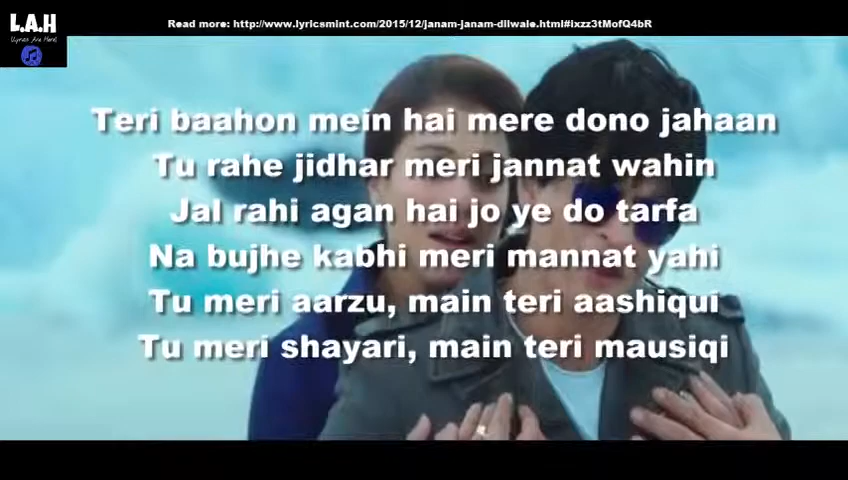 L.A.H
Lyrics Are Here!
Read more: http://www.lyricsmint.com/2015/12/janam-janam-dilwale.html#ixzz3tMofQ4bR
Teri baahon mein hai mere dono jahaan
Tu rahe jidhar meri jannat wahin
Jal rahi agan hai jo ye do tarfa
Na bujhe kabhi meri mannat yahi
Tu meri aarzu, main teri aashiqui
Tu meri shayari, main teri mausiqi